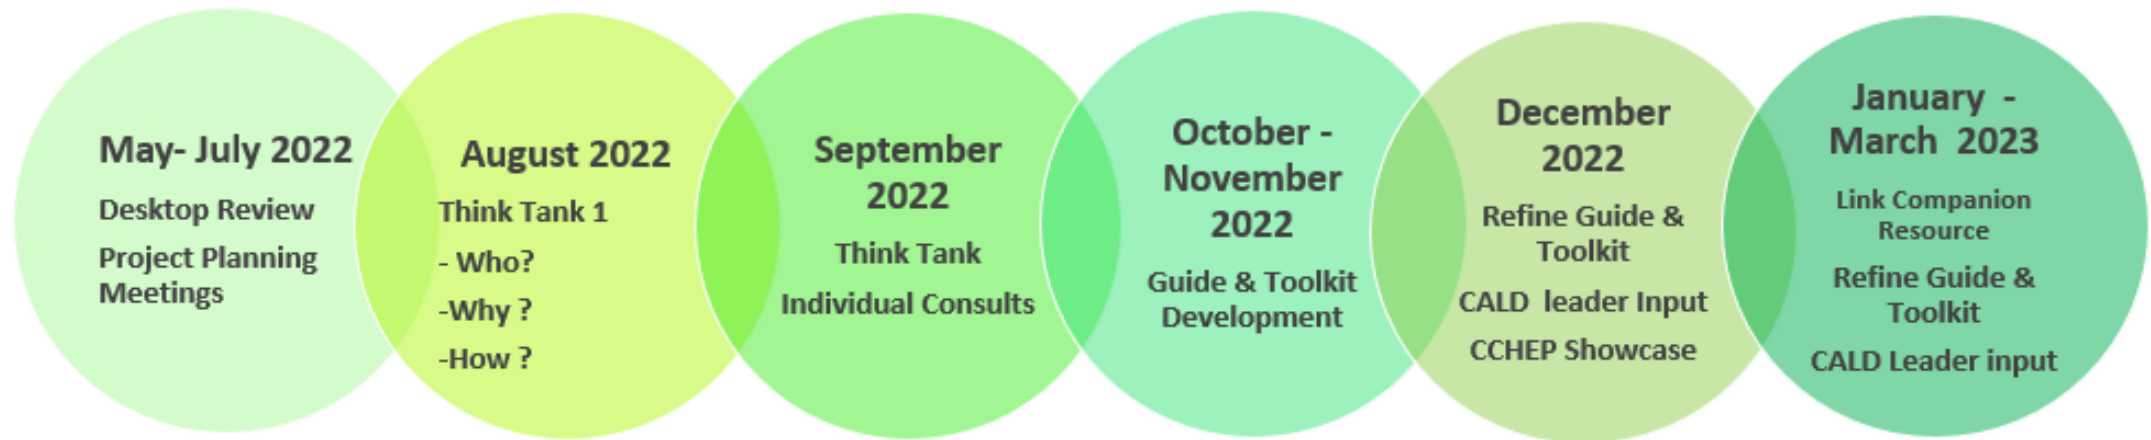 May- July 2022
Desktop Review
Project Planning
Meetings
August 2022
Think Tank 1
- Who?
-Why ?
-How ?
September
2022
Think Tank
Individual Consults
October -
November
2022
Guide & Toolkit
Development
December
2022
Refine Guide &
Toolkit
CALD leader Input
CCHEP Showcase
January -
March 2023
Link Companion
Resource
Refine Guide &
Toolkit
CALD Leader input